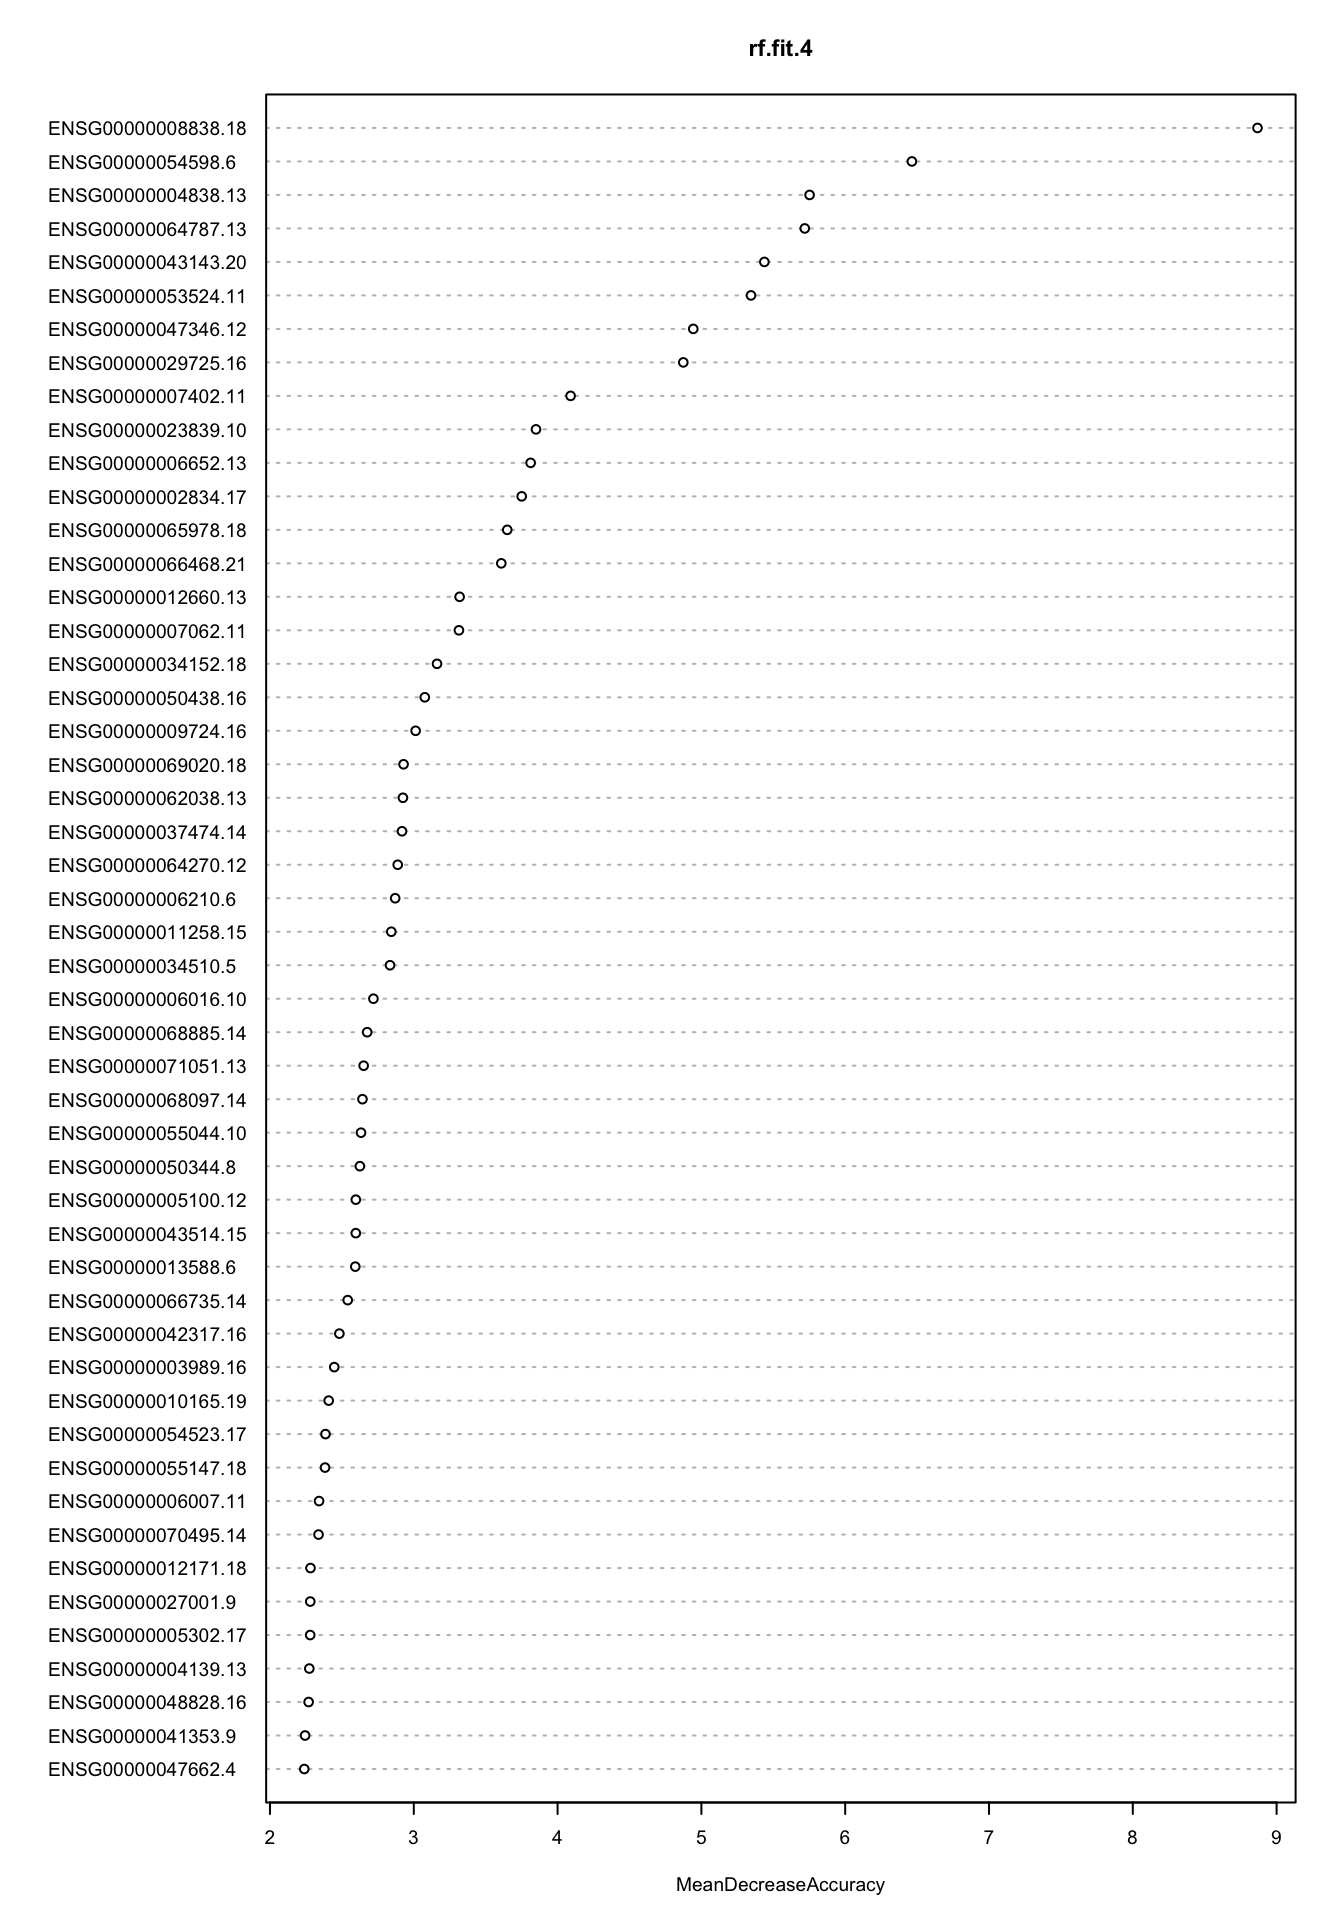 rf.fit.4
ENSG00000008838.18
ENSG00000054598.6
ENSG00000004838.13
ENSG00000064787.13
ENSG00000043143.20
ENSG00000053524.11
ENSG00000047346.12
ENSG00000029725.16
ENSG00000007402.11
ENSG00000023839.10
ENSG00000006652.13
ENSG00000002834.17
ENSG00000065978.18
ENSG00000066468.21
ENSG00000012660.13
ENSG00000007062.11
ENSG00000034152.18
ENSG00000050438.16
ENSG00000009724.16
ENSG00000069020.18
ENSG00000062038.13
ENSG00000037474.14
ENSG00000064270.12
ENSG00000006210.6
ENSG00000011258.15
ENSG00000034510.5
ENSG00000006016.10
ENSG00000068885.14
ENSG00000071051.13
ENSG00000068097.14
ENSG00000055044.10
ENSG00000050344.8
ENSG00000005100.12
ENSG00000043514.15
ENSG00000013588.6
ENSG00000066735.14
ENSG00000042317.16
ENSG00000003989.16
ENSG00000010165.19
ENSG00000054523.17
ENSG00000055147.18
ENSG00000006007.11
ENSG00000070495.14
ENSG00000012171.18
ENSG00000027001.9
ENSG00000005302.17
ENSG00000004139.13
ENSG00000048828.16
ENSG00000041353.9
ENSG00000047662.4
2 3 4 5 6 7 8 9
MeanDecreaseAccuracy